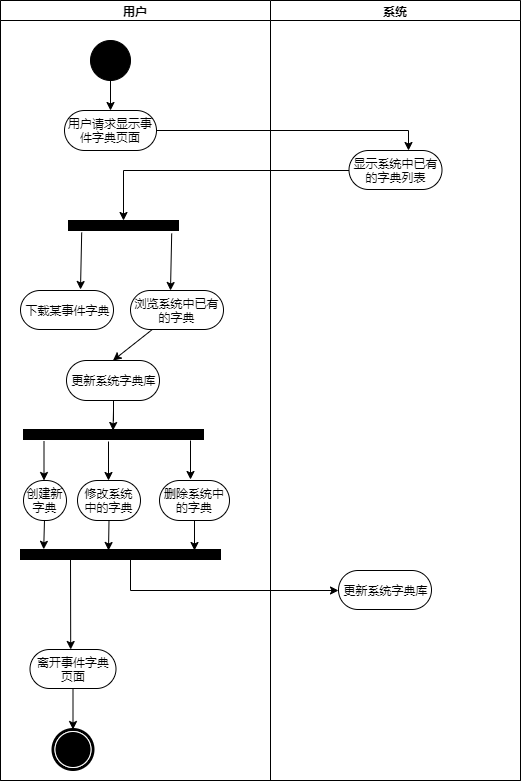 用户
系统
用户请求显示事
件字典页面
显示系统中已有
的字典列表
下载某事件字典
浏览系统中已有
的字典
更新系统字典库
创建新
字典
修改系统
中的字典
删除系统中
的字典
更新系统字典库
离开事件字典
页面